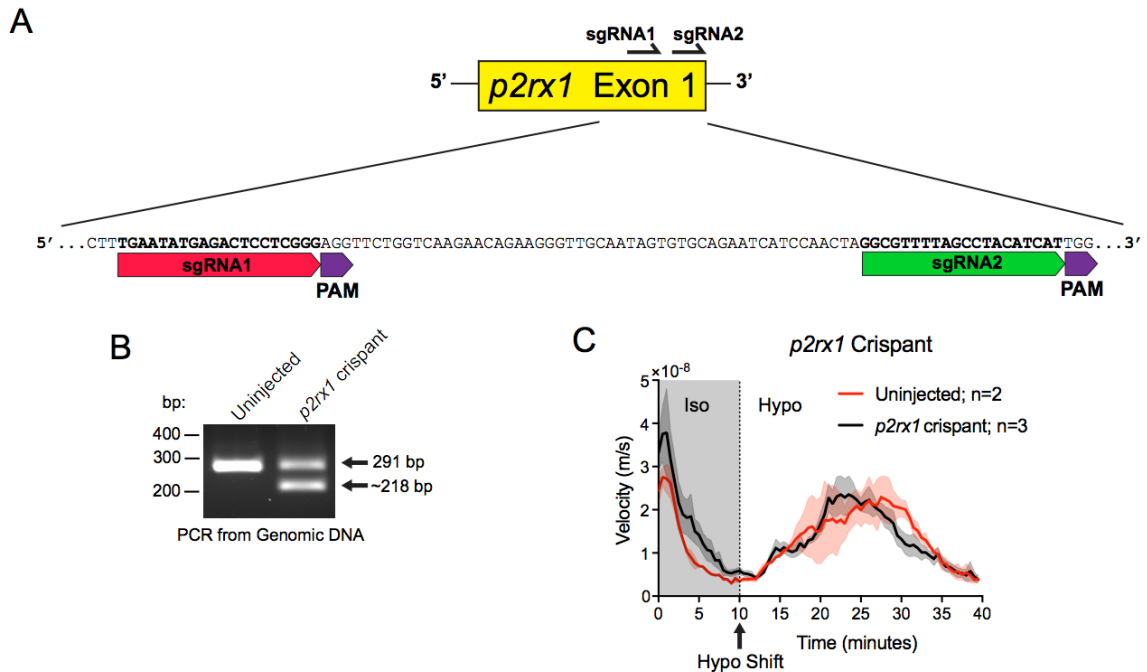 A
sgRNA1 sgRNA2
5’ p2rx1 Exon 1 3’
5’ ...CTTTGAATATGAGACTCCTCGGGAGGTTCTGGTCAAGAACAGAAGGGTTGCAATAGTGTGCAGAATCATCCAACTAGGCGTTTTAGCCTACATCATTGG...3’
sgRNA1 sgRNA2
PAM PAM
B
Uninjected
p2rx1 crispant
bp:
400
300
200
291 bp
~218 bp
PCR from Genomic DNA
C
p2rx1 Crispant
×10-8
5
4
3
2
1
0
Velocity (m/s)
Iso Hypo
Uninjected; n=2
p2rx1 crispant; n=3
0 5 10 15 20 25 30 35 40
Time (minutes)
Hypo Shift